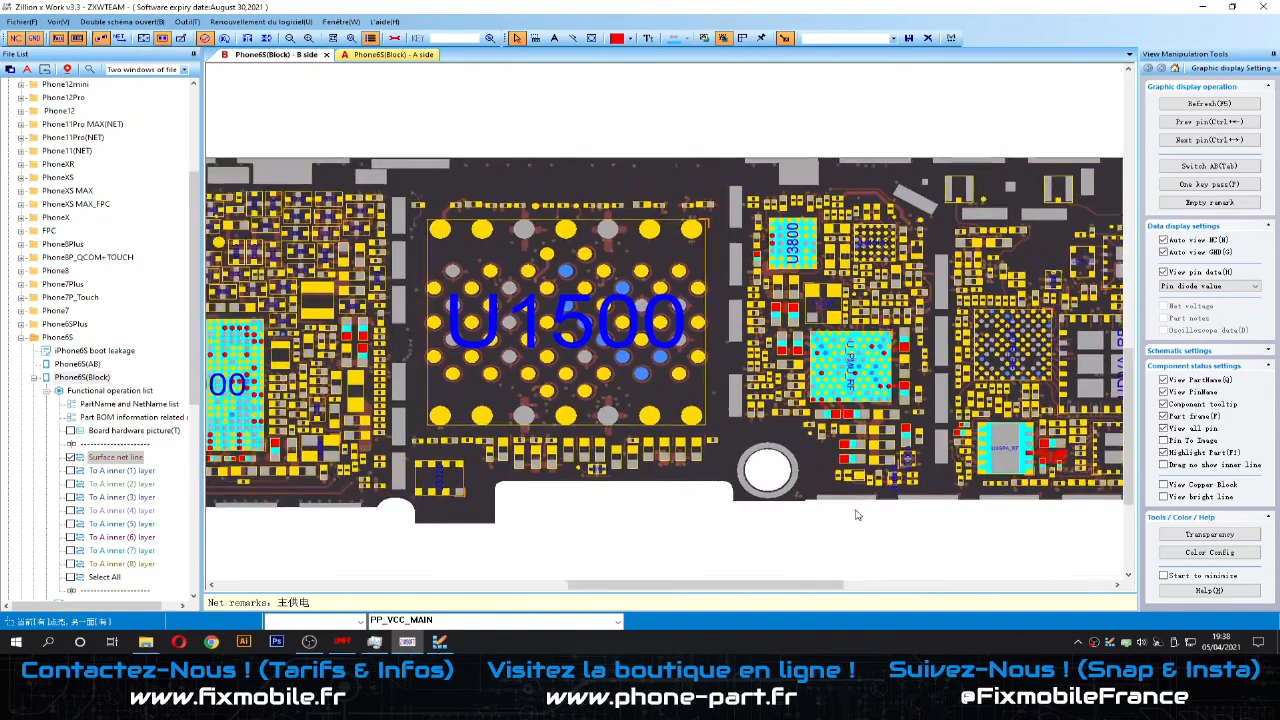 Zillion x Work v3.3 - ZXWTEAM - ( Software expiry date:August 30,2021 )
Fichier(F) Voir(V) Double schéma ouvert(B) Outil(T) Renouvellement du logiciel(U) Fenêtre(W) L'aide(H)
NC GND NET KEY Tt
File List
B Phone6S(Block) - B side × A Phone6S(Block) - A side
View Manipulation Tools
Two windows of file
Graphic display Setting
Phone12mini
Phone12Pro
Phone12
Phone11Pro MAX(NET)
Phone11Pro(NET)
Phone11(NET)
PhoneXR
PhoneXS
PhoneXS MAX
PhoneXS MAX_FPC
PhoneX
FPC
Phone8Plus
Phone8P_QCOM+ TOUCH
Phone8
Phone7Plus
Phone7P_Touch
Phone7
Phone6SPlus
Phone6S
iPhone6S boot leakage
Phone6S(AB)
Phone6S(Block)
Functional operation list
PartName and NetName list
Part BOM information related
Board hardware picture(T)
--------------------
Surface net line
To A inner (1) layer
To A inner (2) layer
To A inner (3) layer
To A inner (4) layer
To A inner (5) layer
To A inner (6) layer
To A inner (7) layer
To A inner (8) layer
Select All
--------------------
U1500
U3800
00
Graphic display operation
Refresh(F5)
Prev pin(Ctrl+←)
Next pin(Ctrl+→)
Switch AB(Tab)
One key pass(P)
Empty remark
Data display settings
Auto view NC(N)
Auto view GND(G)
View pin data(H)
Pin diode value
Net voltage
Part notes
Oscilloscope data(D)
Schematic settings
Component status settings
View PartName(Q)
View PinName
Component tooltip
Part frame(F)
View all pin
Pin To Image
Highlight Part(F1)
Drag no show inner line
View Copper Block
View bright line
Tools / Color / Help
Transparency
Color Config
Start to minimize
Help(H)
Net remarks: 主供电
PP_VCC_MAIN
19:38
05/04/2021
Contactez-Nous ! (Tarifs & Infos) Visitez la boutique en ligne ! Suivez-Nous ! (Snap & Insta)
www.fixmobile.fr www.phone-part.fr @FixmobileFrance